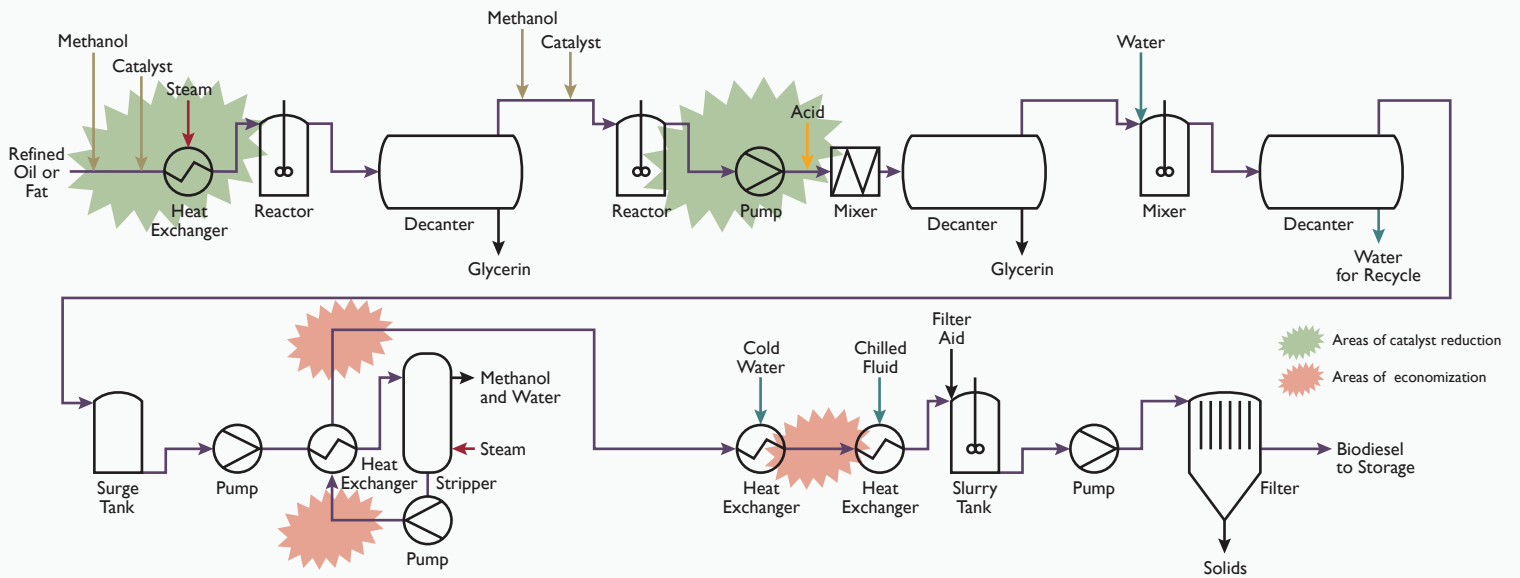 Methanol
Catalyst
Steam
Refined
Oil or
Fat
Heat
Exchanger
Reactor
Decanter
Glycerin
Methanol
Catalyst
Reactor
Pump
Acid
Mixer
Decanter
Glycerin
Water
Mixer
Decanter
Water
for Recycle
Surge
Tank
Pump
Heat
Exchanger
Methanol
and Water
Steam
Stripper
Pump
Cold
Water
Heat
Exchanger
Chilled
Fluid
Heat
Exchanger
Filter
Aid
Slurry
Tank
Pump
Filter
Solids
Biodiesel
to Storage
Areas of catalyst reduction
Areas of economization